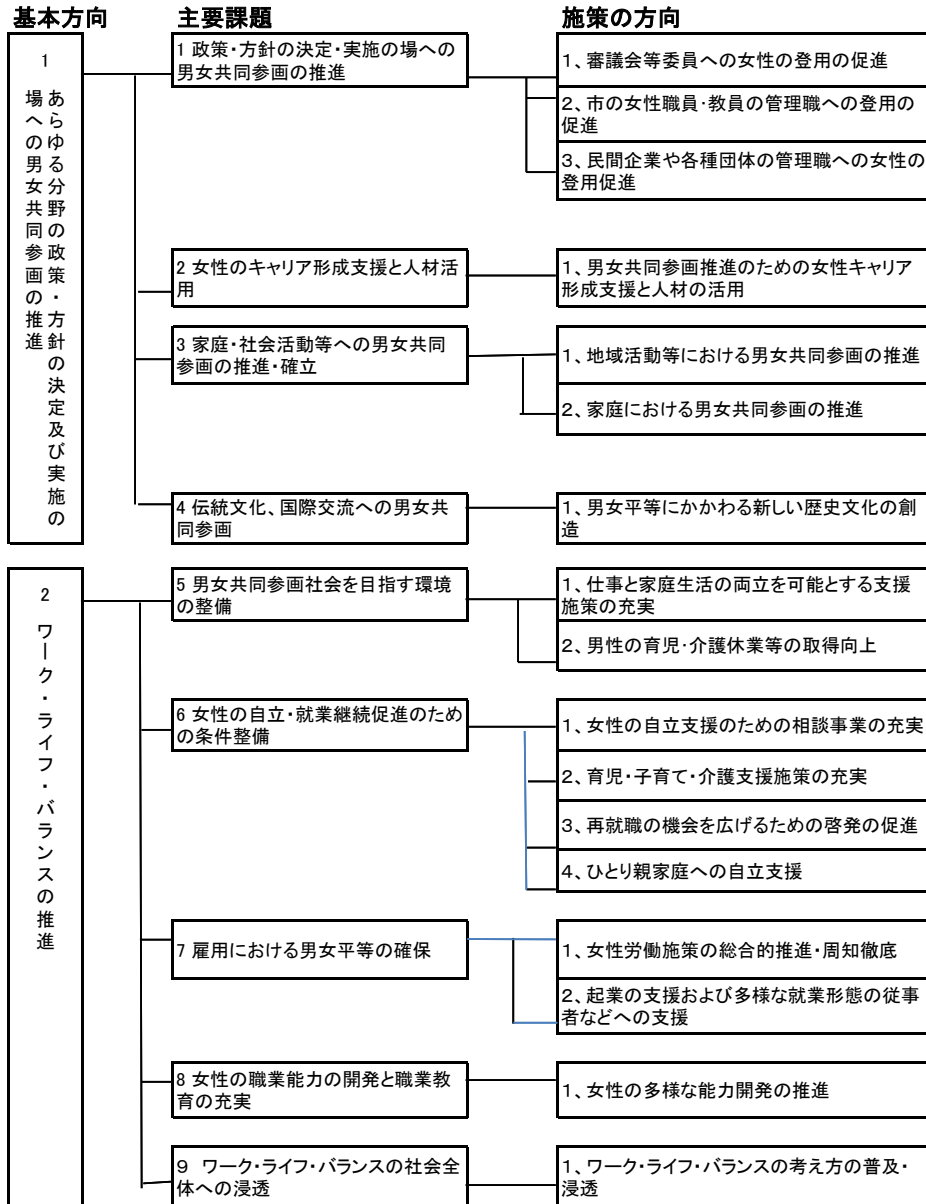 基本方向
主要課題
施策の方向
1
あらゆる分野の政策・方針の決定及び実施の
場への男女共同参画の推進
1 政策・方針の決定・実施の場への
男女共同参画の推進
1、審議会等委員への女性の登用の促進
2、市の女性職員・教員の管理職への登用の
促進
3、民間企業や各種団体の管理職への女性の
登用促進
2 女性のキャリア形成支援と人材活
用
1、男女共同参画推進のための女性キャリア
形成支援と人材の活用
3 家庭・社会活動等への男女共同
参画の推進・確立
1、地域活動等における男女共同参画の推進
2、家庭における男女共同参画の推進
4 伝統文化、国際交流への男女共
同参画
1、男女平等にかかわる新しい歴史文化の創
造
2
ワーク・ライフ・バランスの推進
5 男女共同参画社会を目指す環境
の整備
1、仕事と家庭生活の両立を可能とする支援
施策の充実
2、男性の育児・介護休業等の取得向上
6 女性の自立・就業継続促進のため
の条件整備
1、女性の自立支援のための相談事業の充実
2、育児・子育て・介護支援施策の充実
3、再就職の機会を広げるための啓発の促進
4、ひとり親家庭への自立支援
7 雇用における男女平等の確保
1、女性労働施策の総合的推進・周知徹底
2、起業の支援および多様な就業形態の従事
者などへの支援
8 女性の職業能力の開発と職業教
育の充実
1、女性の多様な能力開発の推進
9 ワーク・ライフ・バランスの社会全
体への浸透
1、ワーク・ライフ・バランスの考え方の普及・
浸透